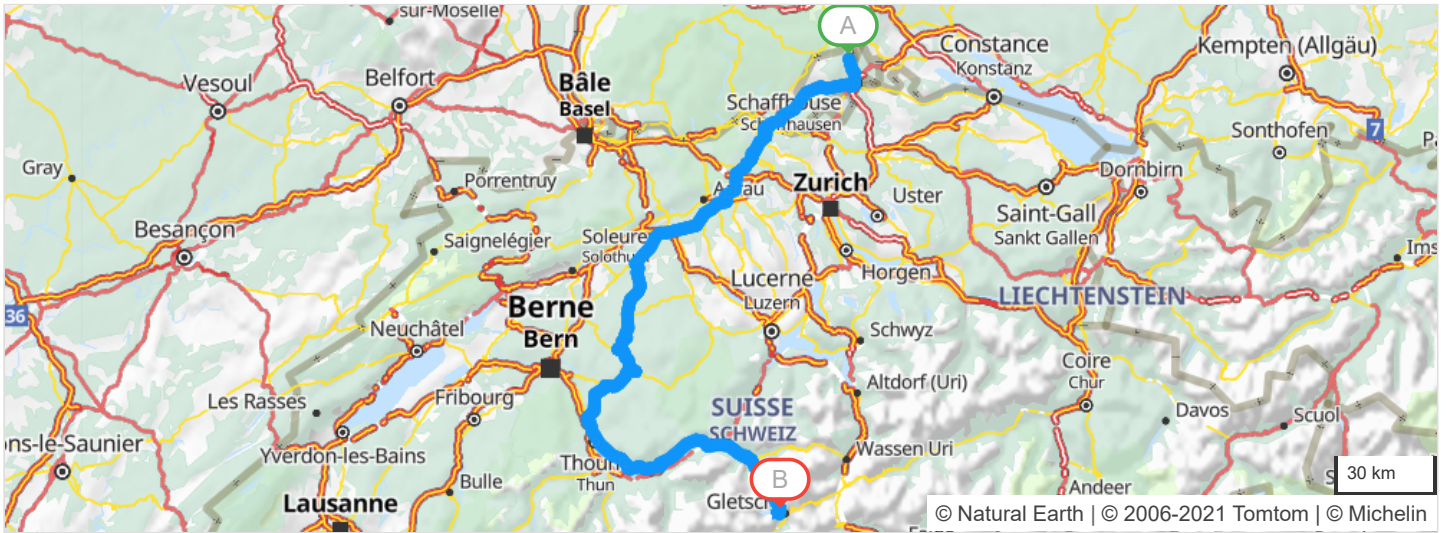 sur-Moselle
A
Constance
Konstanz
Kempten (Allgäu)
Vesoul
Belfort
Bâle
Basel
Schaffhouse
Schaffhausen
Sonthofen
7
Gray
Porrentruy
Zurich
Uster
Dornbirn
Saint-Gall
Sankt Gallen
Besançon
Saignelégier
Soleure
Horgen
Lucerne
Luzern
LIECHTENSTEIN
Ims
36
Berne
Bern
Neuchâtel
Schwyz
Coire
Chur
Altdorf (Uri)
Les Rasses
Fribourg
SUISSE
SCHWEIZ
Davos
Scuol
ons-le-Saunier
Yverdon-les-Bains
Wassen Uri
Thoun
Thun
Bulle
B
30 km
Lausanne
Gletsch
Andeer
© Natural Earth | © 2006-2021 Tomtom | © Michelin